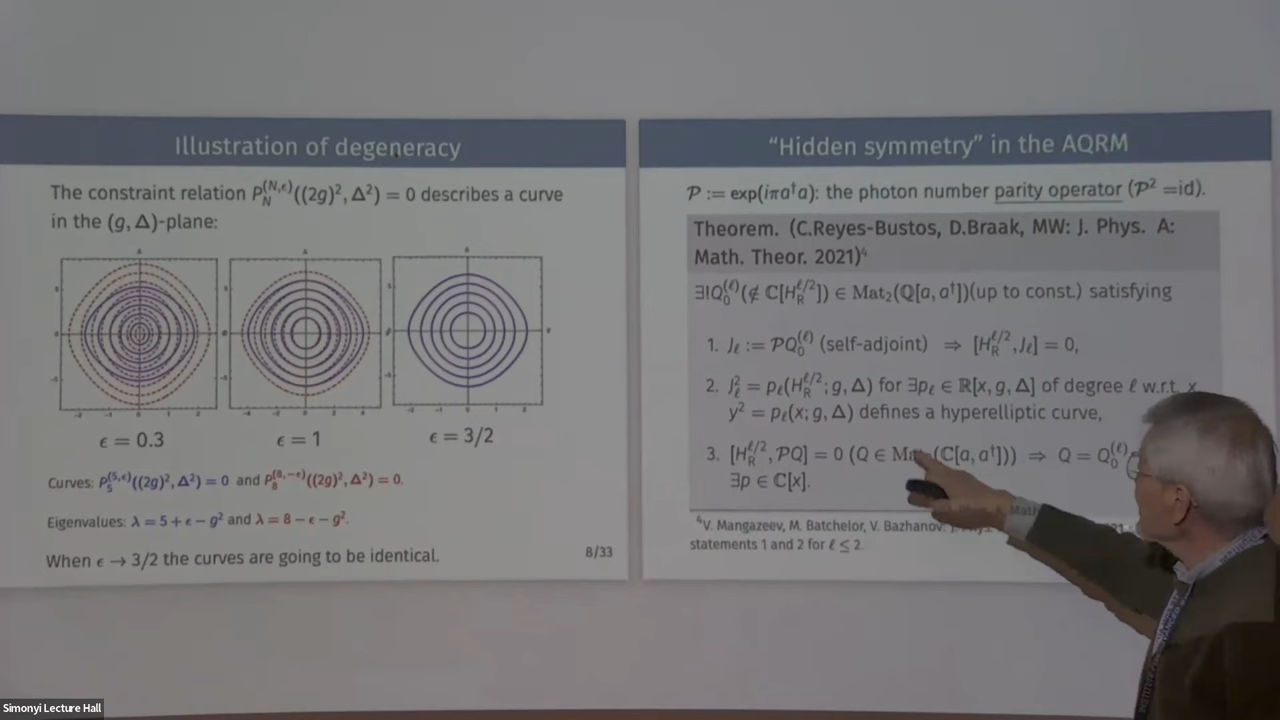 Illustration of degeneracy
The constraint relation P_N^{(N,ϵ)}((2g)², Δ²) = 0 describes a curve
in the (g, Δ)-plane:
ϵ = 0.3
ϵ = 1
ϵ = 3/2
Curves: P_5^{(5,ϵ)}((2g)², Δ²) = 0 and P_8^{(8,−ϵ)}((2g)², Δ²) = 0.
Eigenvalues: λ = 5 + ϵ − g² and λ = 8 − ϵ − g².
When ϵ → 3/2 the curves are going to be identical.
8/33
“Hidden symmetry” in the AQRM
𝒫 := exp(iπa†a): the photon number parity operator (𝒫² =id).
Theorem. (C.Reyes-Bustos, D.Braak, MW: J. Phys. A:
Math. Theor. 2021)⁴
∃!Q_0^{(ℓ)}(∉ ℂ[H_R^{ℓ/2}]) ∈ Mat₂(ℚ[a, a†])(up to const.) satisfying
1. J_ℓ := 𝒫Q_0^{(ℓ)} (self-adjoint) ⇒ [H_R^{ℓ/2}, J_ℓ] = 0,
2. J_ℓ² = p_ℓ(H_R^{ℓ/2}; g, Δ) for ∃p_ℓ ∈ ℝ[x, g, Δ] of degree ℓ w.r.t. x
y² = p_ℓ(x; g, Δ) defines a hyperelliptic curve,
3. [H_R^{ℓ/2}, 𝒫Q] = 0 (Q ∈ (ℂ[a, a†])) ⇒ Q = Q_0^{(ℓ)}
∃p ∈ ℂ[x].
⁴V. Mangazeev, M. Batchelor, V. Bazhanov:
statements 1 and 2 for ℓ ≤ 2.
Simonyi Lecture Hall